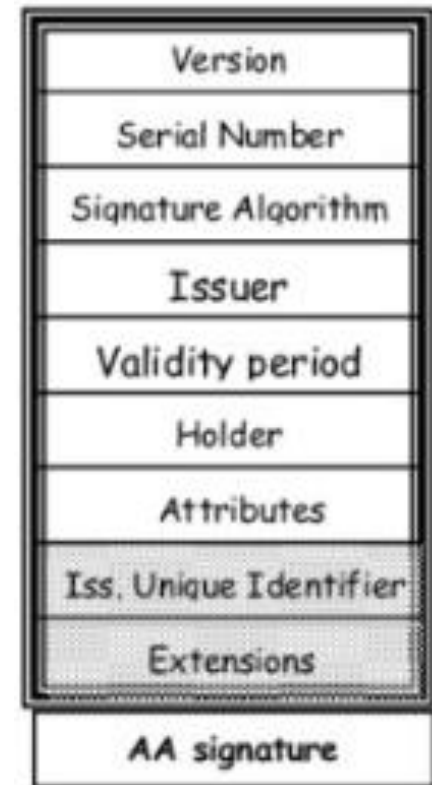 Version
Serial Number
Signature Algorithm
Issuer
Validity period
Holder
Attributes
Iss. Unique Identifier
Extensions
AA signature